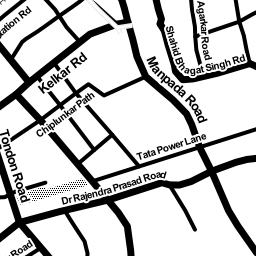 ation Rd
Kelkar Rd
Chiplunkar Path
Shahid Bhagat Singh Rd
Agarkar Road
Manpada Road
Tata Power Lane
Dr Rajendra Prasad Road
Tondon Road
Road